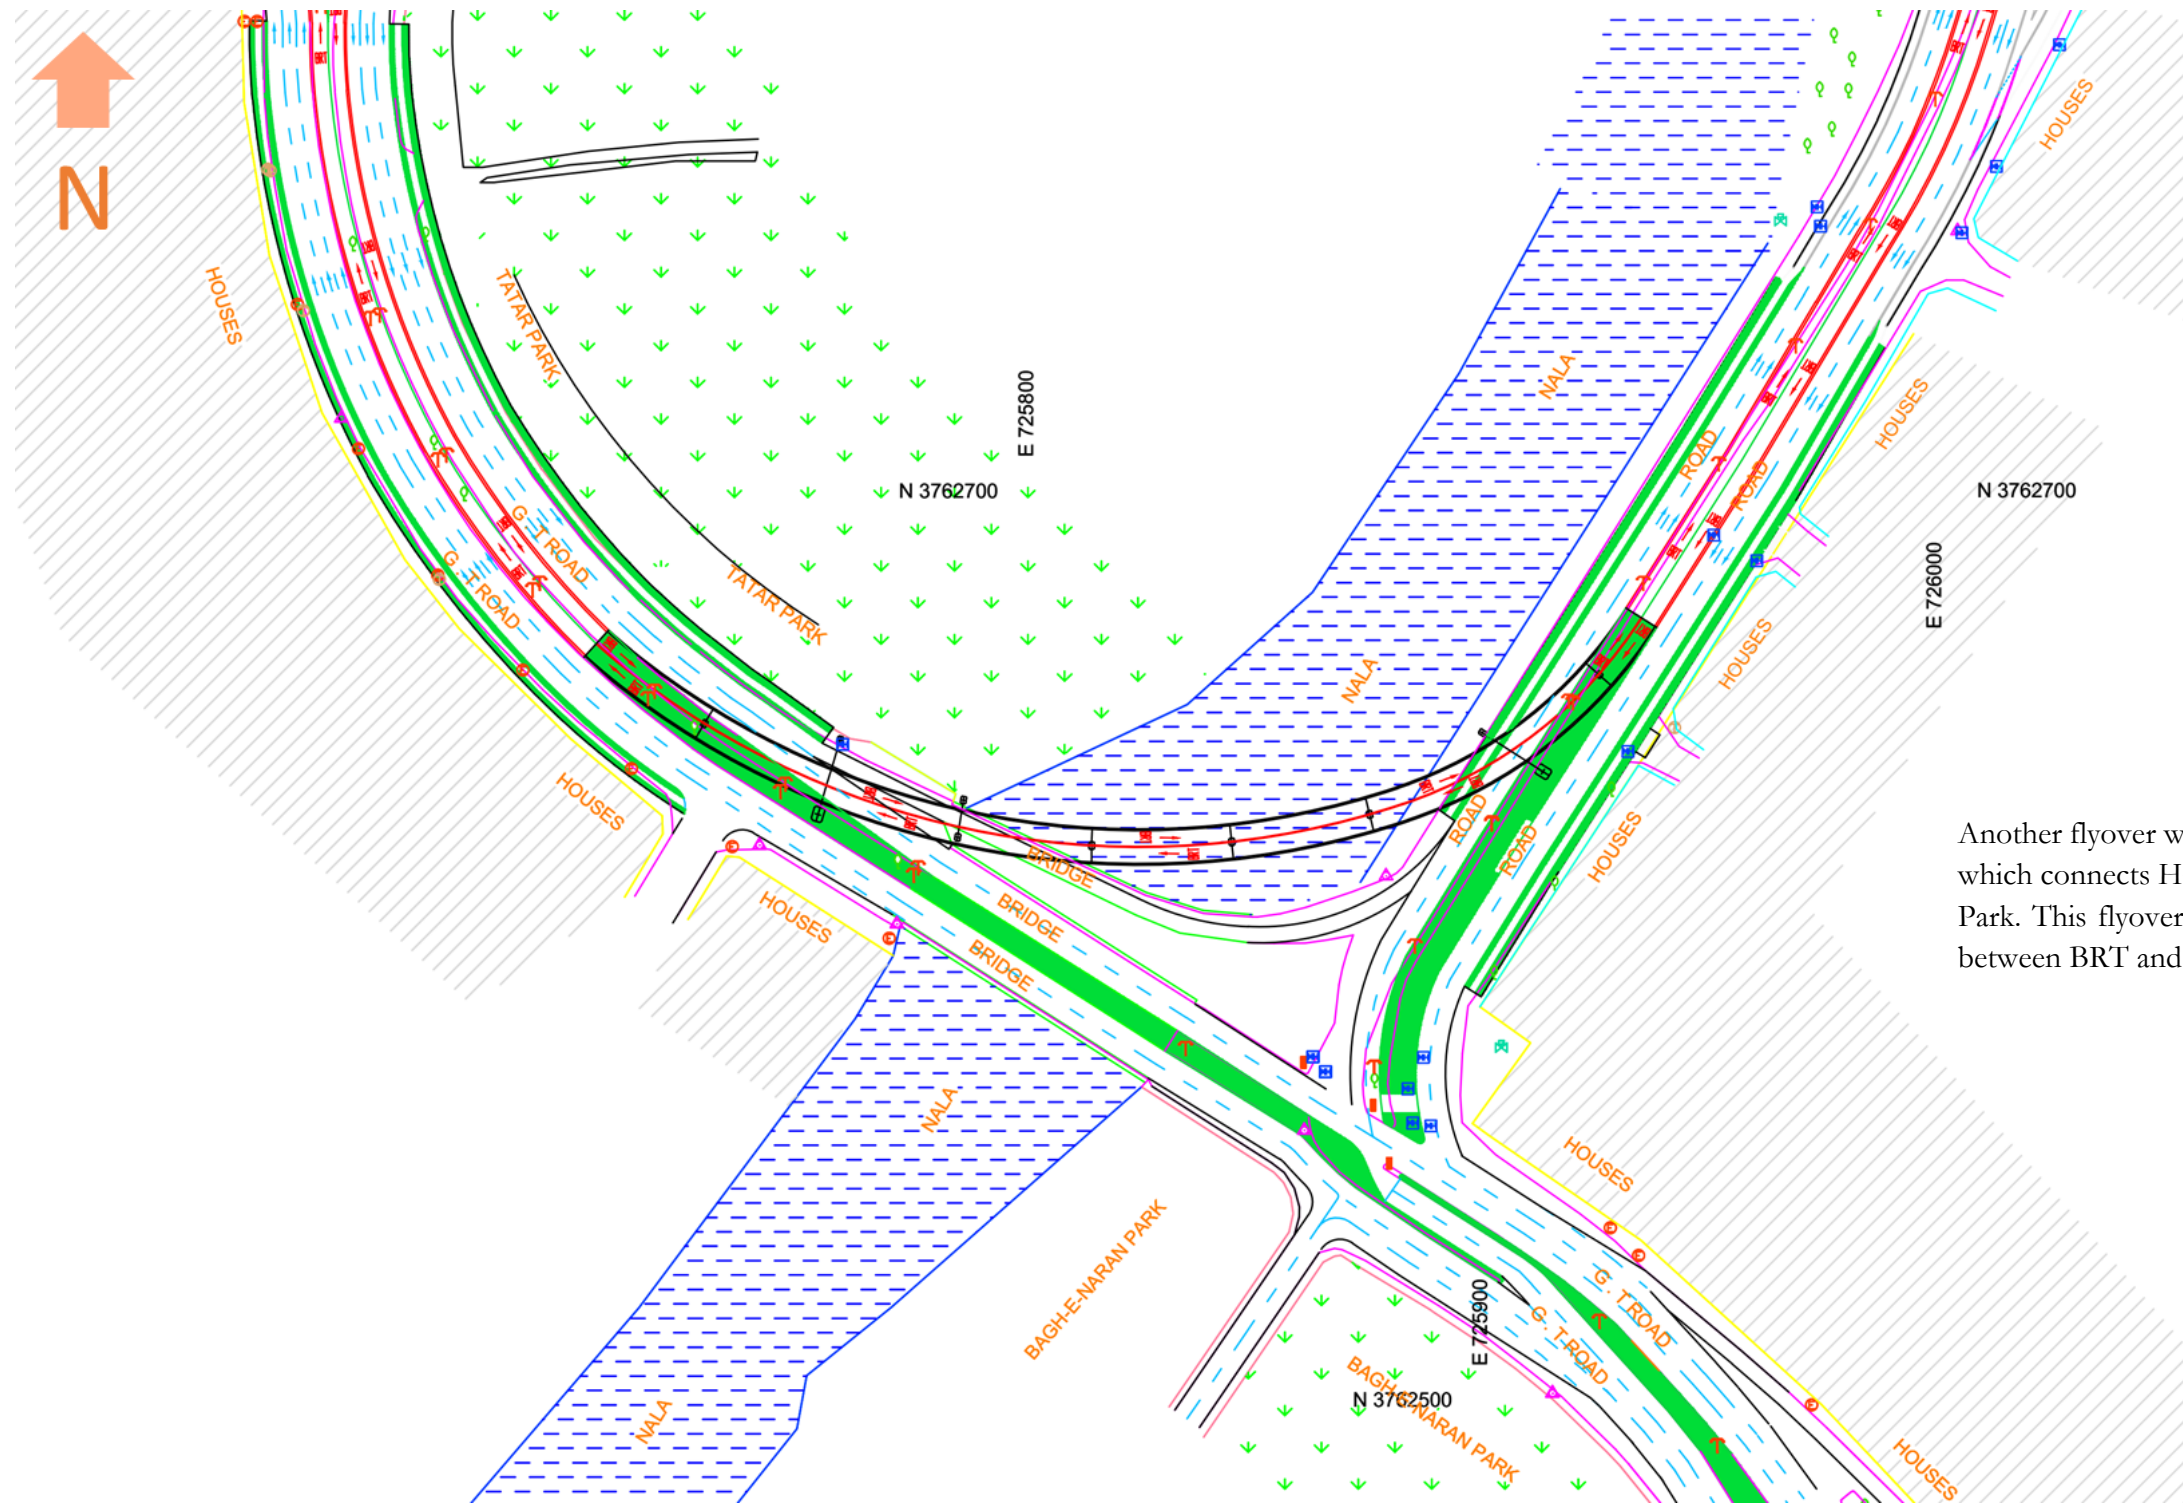 N
HOUSES
HOUSES
TATAR PARK
E 725800
NALA
HOUSES
ROAD
ROAD
N 3762700
N 3762700
G . T ROAD
G . T ROAD
TATAR PARK
E 726000
HOUSES
NALA
HOUSES
ROAD
ROAD
HOUSES
Another flyover w
which connects H
Park. This flyover
between BRT and
BRIDGE
HOUSES
BRIDGE
BRIDGE
NALA
HOUSES
BAGH-E-NARAN PARK
E 725900
G . T ROAD
G . T ROAD
N 3762500
BAGH-E-NARAN PARK
NALA
HOUSES